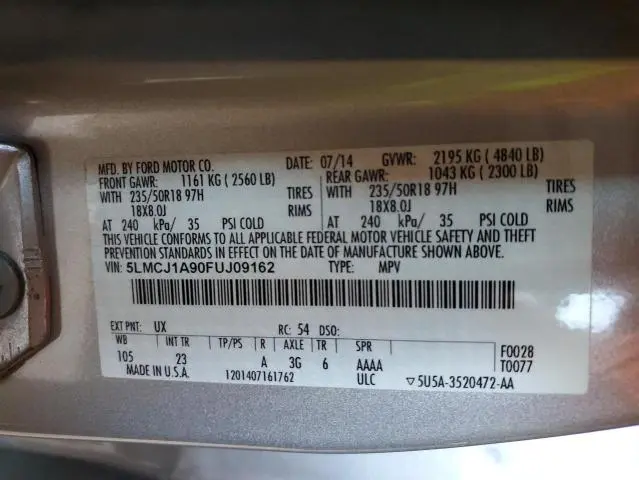 MFD. BY FORD MOTOR CO. DATE: 07/14 GVWR: 2195 KG ( 4840 LB)
FRONT GAWR: 1161 KG ( 2560 LB) REAR GAWR: 1043 KG ( 2300 LB)
WITH 235/50R18 97H TIRES WITH 235/50R18 97H TIRES
18X8.0J RIMS 18X8.0J RIMS
AT 240 kPa/ 35 PSI COLD AT 240 kPa/ 35 PSI COLD
THIS VEHICLE CONFORMS TO ALL APPLICABLE FEDERAL MOTOR VEHICLE SAFETY AND THEFT
PREVENTION STANDARDS IN EFFECT ON THE DATE OF MANUFACTURE SHOWN ABOVE.
VIN: 5LMCJ1A90FUJ09162 TYPE: MPV
EXT PNT: UX RC: 54 DSO:
WB INT TR TP/PS R AXLE TR SPR F0028
105 23 A 3G 6 AAAA T0077
MADE IN U.S.A. 1201407161762 ULC ▽5U5A-3520472-AA